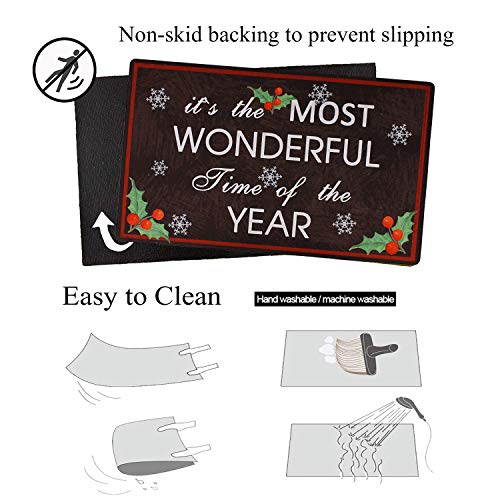 Non-skid backing to prevent slipping
it's the MOST
WONDERFUL
Time of the
YEAR
Easy to Clean
Hand washable / machine washable